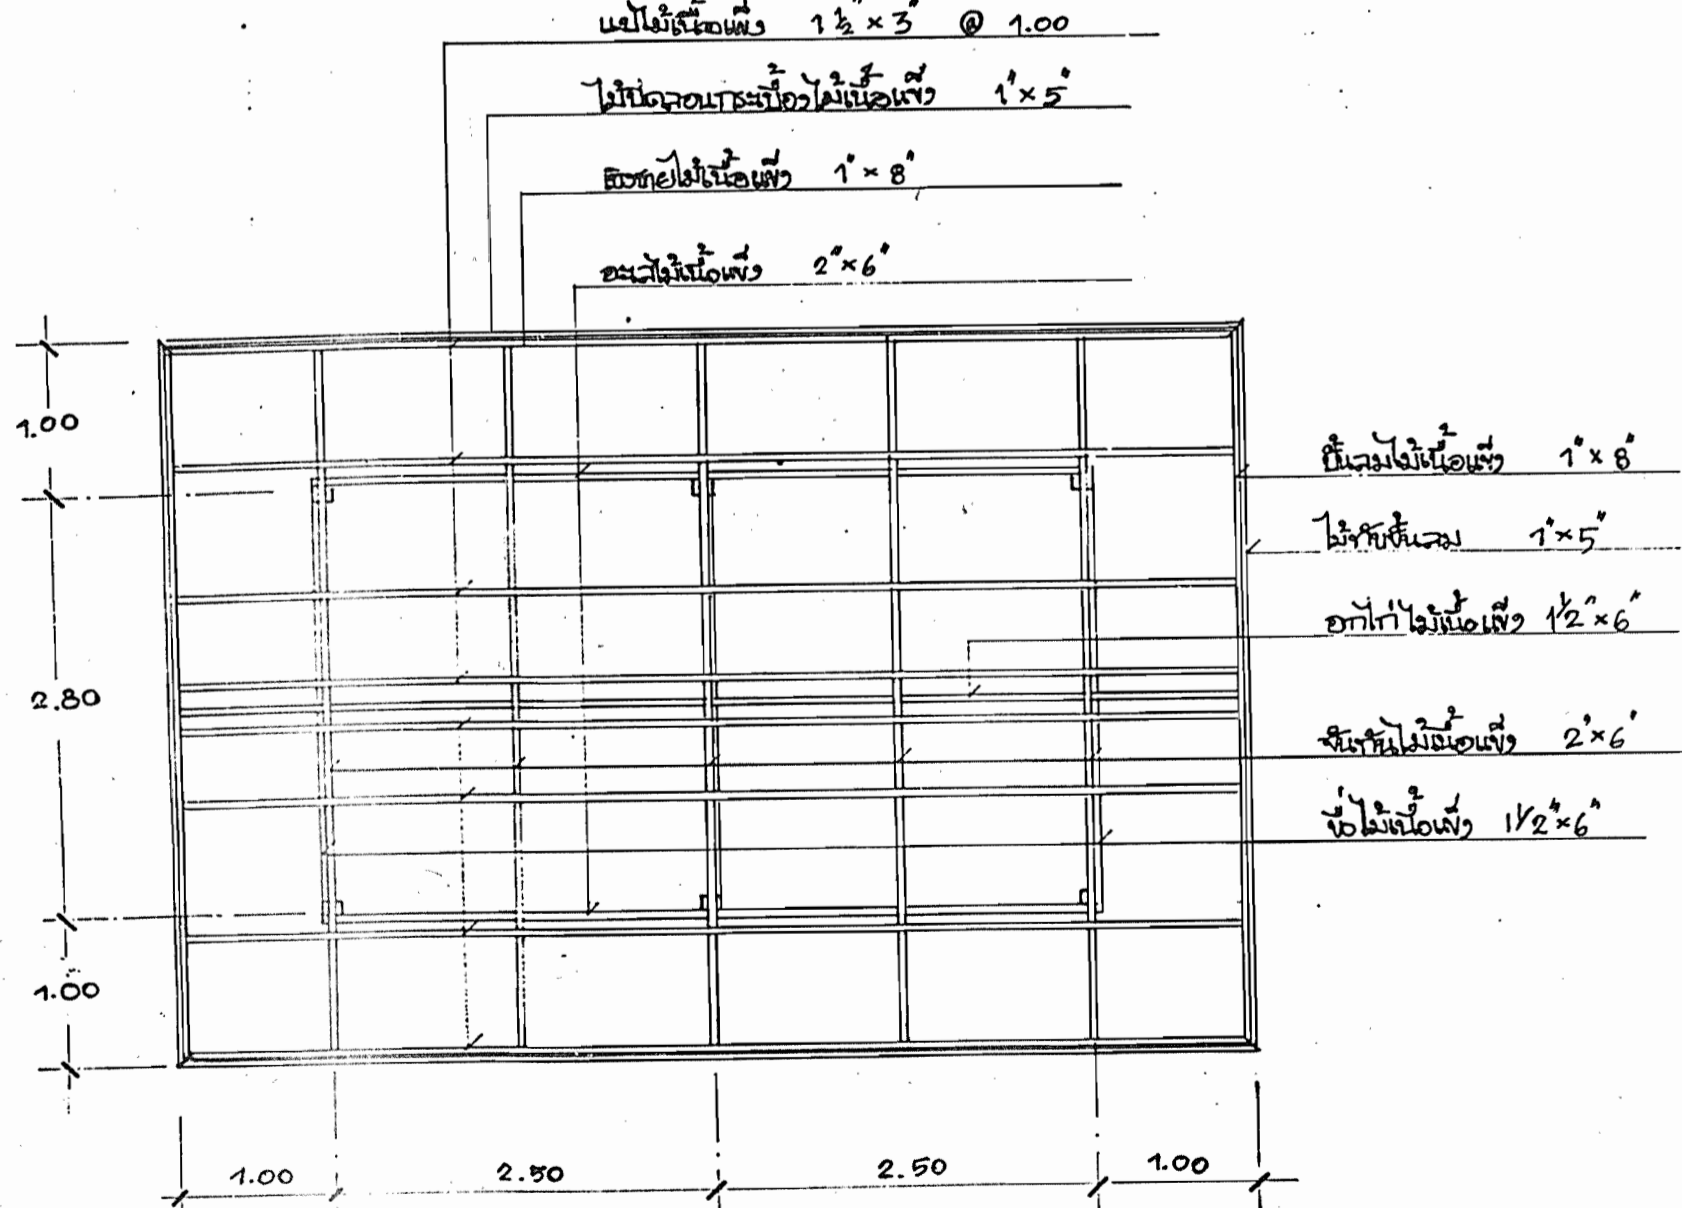 แปไม้เนื้อแข็ง 1 1/2" x 3" @ 1.00
ไม้ปิดลอนกระเบื้องไม้เนื้อแข็ง 1" x 5"
เชิงชายไม้เนื้อแข็ง 1" x 8"
อะเสไม้เนื้อแข็ง 2" x 6"
1.00
2.80
1.00
ปั้นลมไม้เนื้อแข็ง 1" x 8"
ไม้ทับปั้นลม 1" x 5"
อกไก่ไม้เนื้อแข็ง 1 1/2" x 6"
จันทันไม้เนื้อแข็ง 2" x 6"
ขื่อไม้เนื้อแข็ง 1 1/2" x 6"
1.00 2.50 2.50 1.00